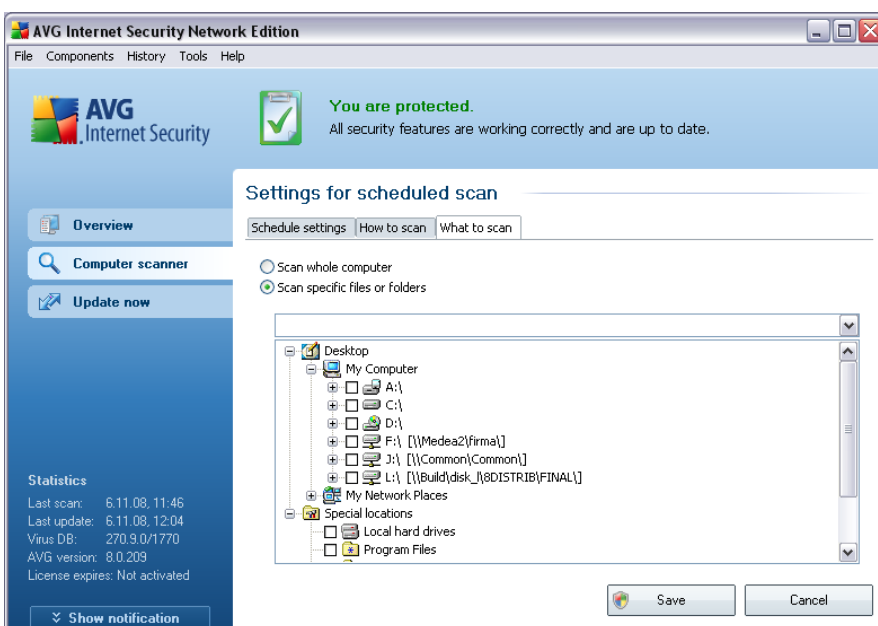 AVG Internet Security Network Edition
File Components History Tools Help
AVG
Internet Security
You are protected.
All security features are working correctly and are up to date.
Overview
Computer scanner
Update now
Settings for scheduled scan
Schedule settings How to scan What to scan
Scan whole computer
Scan specific files or folders
Desktop
My Computer
A:\
C:\
D:\
F:\ [\\Medea2\firma\]
J:\ [\\Common\Common\]
L:\ [\\Build\disk_l\8DISTRIB\FINAL\]
My Network Places
Special locations
Local hard drives
Program Files
Statistics
Last scan: 6.11.08, 11:46
Last update: 6.11.08, 12:04
Virus DB: 270.9.0/1770
AVG version: 8.0.209
License expires: Not activated
Show notification
Save Cancel